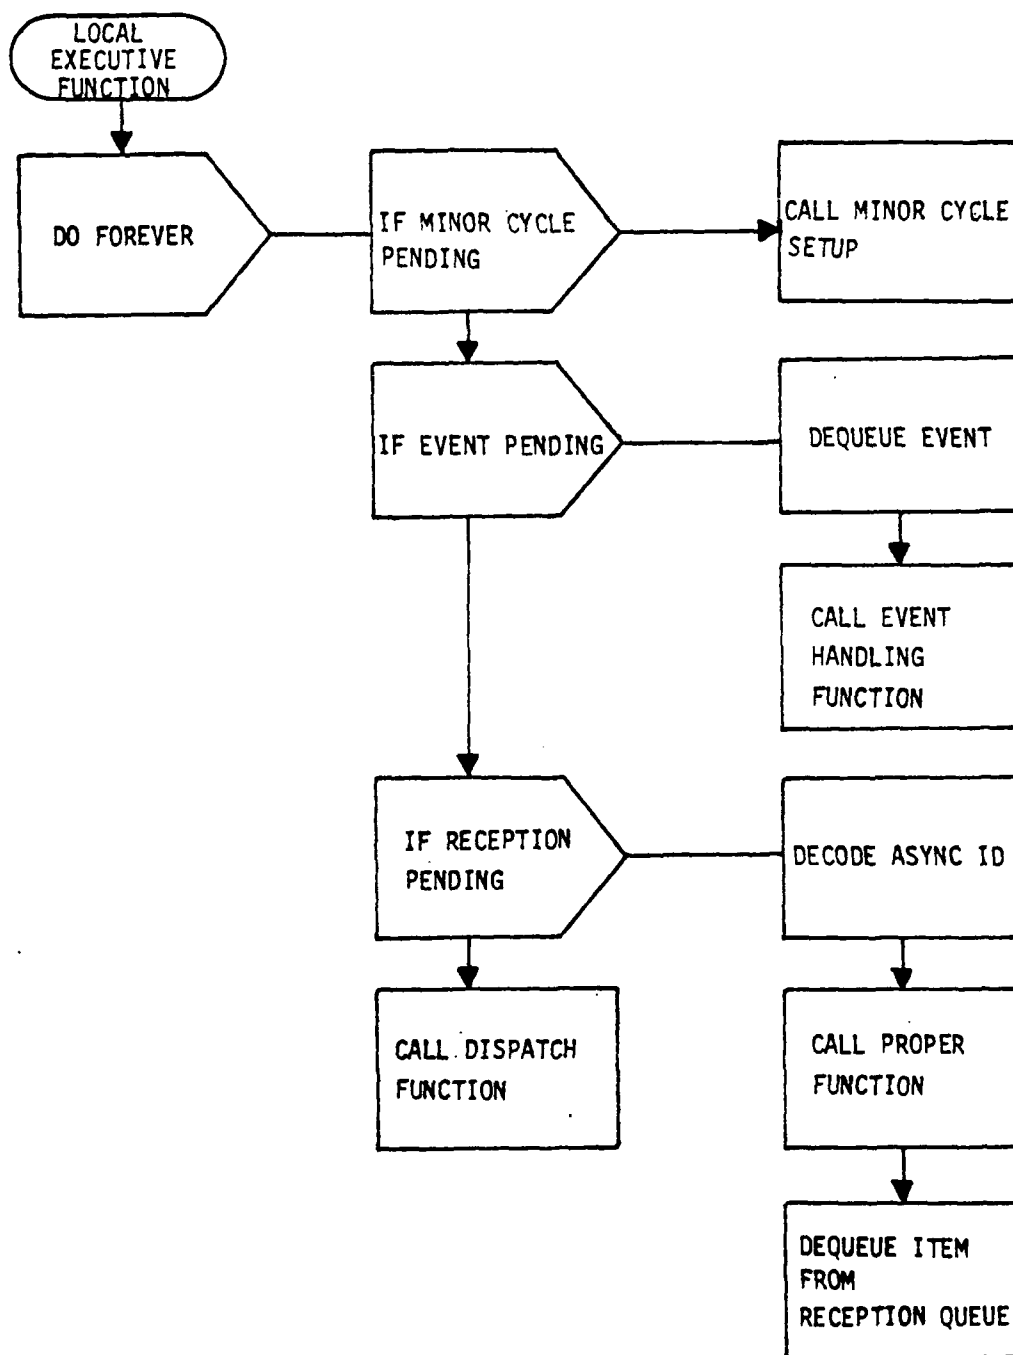 LOCAL
EXECUTIVE
FUNCTION
DO FOREVER
IF MINOR CYCLE
PENDING
CALL MINOR CYCLE
SETUP
IF EVENT PENDING
DEQUEUE EVENT
CALL EVENT
HANDLING
FUNCTION
IF RECEPTION
PENDING
DECODE ASYNC ID
CALL DISPATCH
FUNCTION
CALL PROPER
FUNCTION
DEQUEUE ITEM
FROM
RECEPTION QUEUE